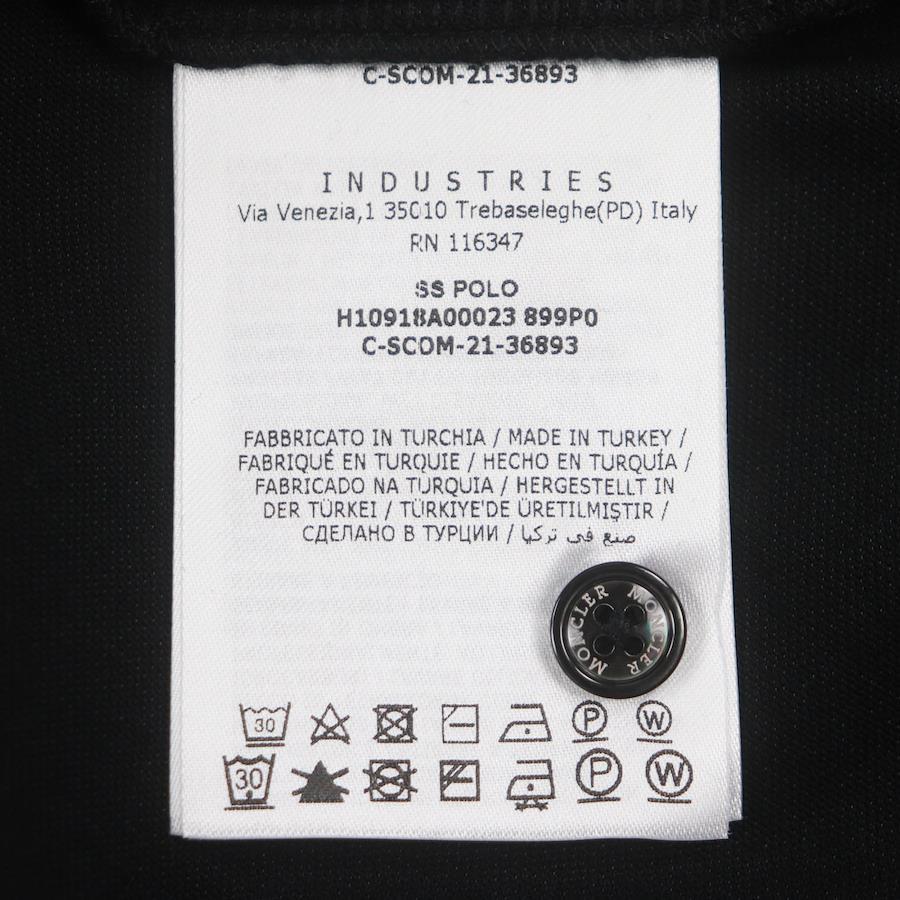 C-SCOM-21-36893
INDUSTRIES
Via Venezia,1 35010 Trebaseleghe(PD) Italy
RN 116347
SS POLO
H10918A00023 899P0
C-SCOM-21-36893
FABBRICATO IN TURCHIA / MADE IN TURKEY /
FABRIQUÉ EN TURQUIE / HECHO EN TURQUÍA /
FABRICADO NA TURQUIA / HERGESTELLT IN
DER TÜRKEI / TÜRKIYE'DE ÜRETILMIŞTIR /
СДЕЛАНО В ТУРЦИИ / صنع في تركيا
MONCLER MONCLER
30 P W
30 P W